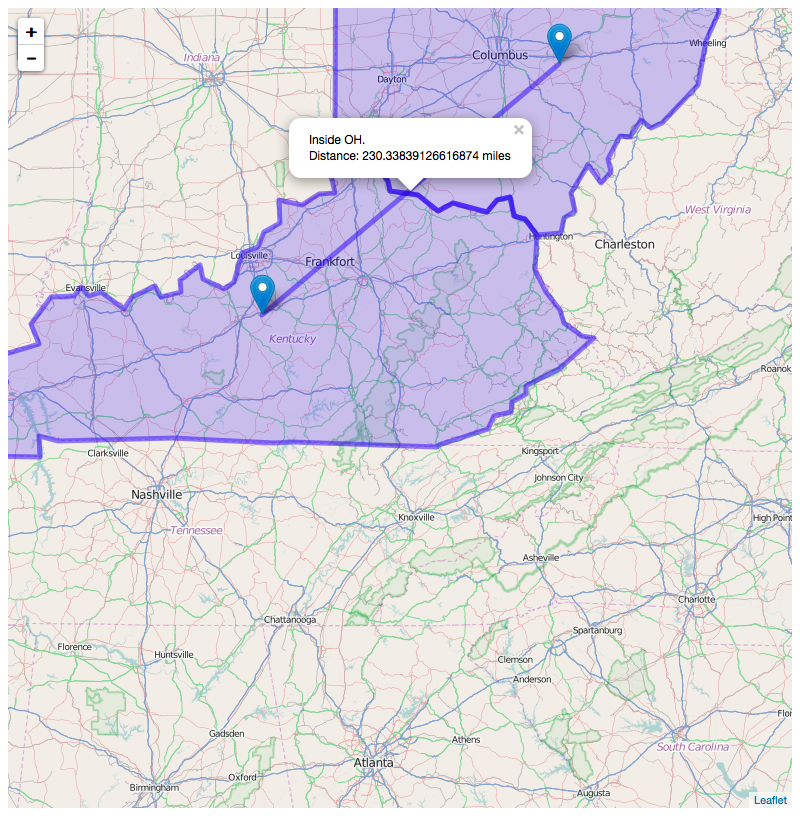 +
−
Indiana
Columbus
Wheeling
Dayton
×
Inside OH.
Distance: 230.33839126616874 miles
West Virginia
Huntington
Charleston
Louisville
Frankfort
Evansville
Kentucky
Roanok
Clarksville
Kingsport
Johnson City
Nashville
High Point
Knoxville
Tennessee
Asheville
Charlotte
Chattanooga
Spartanburg
Florence
Huntsville
Clemson
Anderson
Flor
Gadsden
Athens
South Carolina
Atlanta
Oxford
Birmingham
Augusta
Leaflet